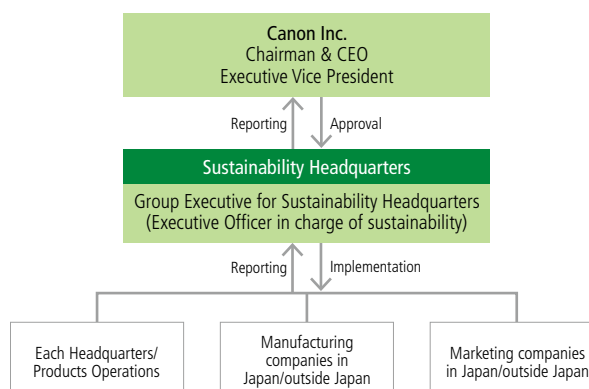 Canon Inc.
Chairman & CEO
Executive Vice President
Reporting
Approval
Sustainability Headquarters
Group Executive for Sustainability Headquarters
(Executive Officer in charge of sustainability)
Reporting
Implementation
Each Headquarters/
Products Operations
Manufacturing
companies in
Japan/outside Japan
Marketing companies
in Japan/outside Japan